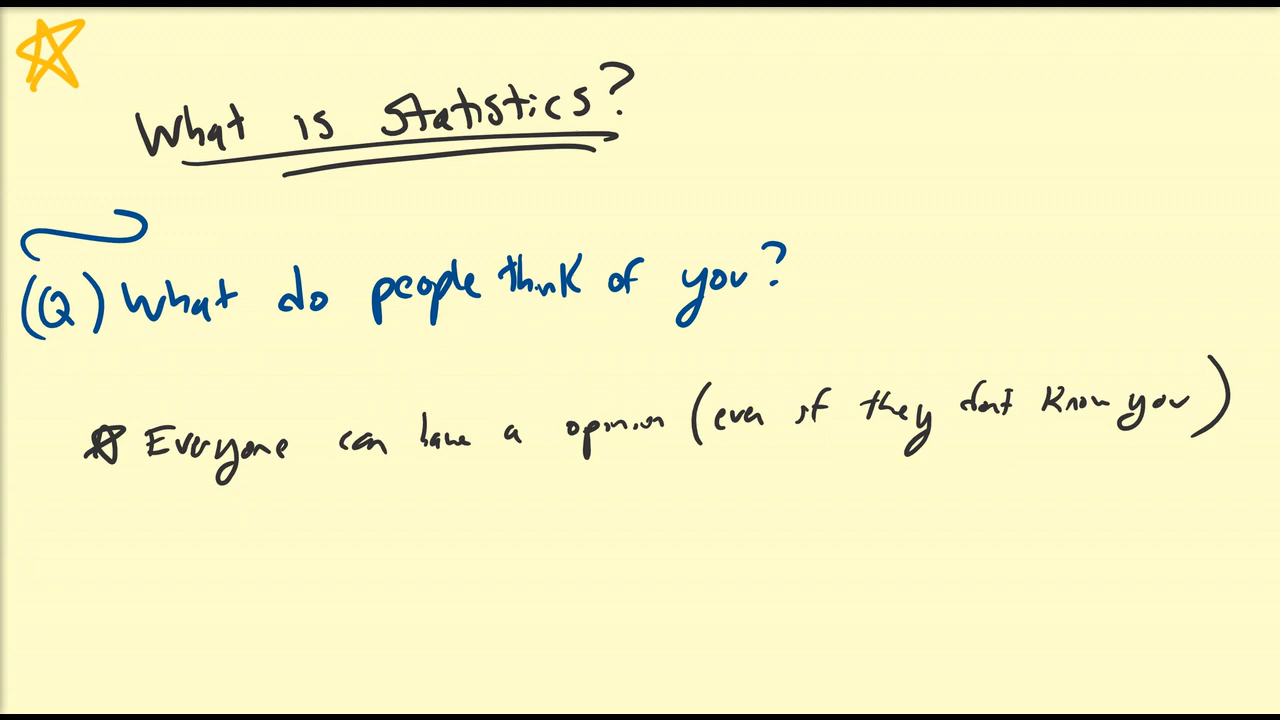 What is Statistics?
(Q) What do people think of you?
Everyone can have a opinion (even if they dont know you)